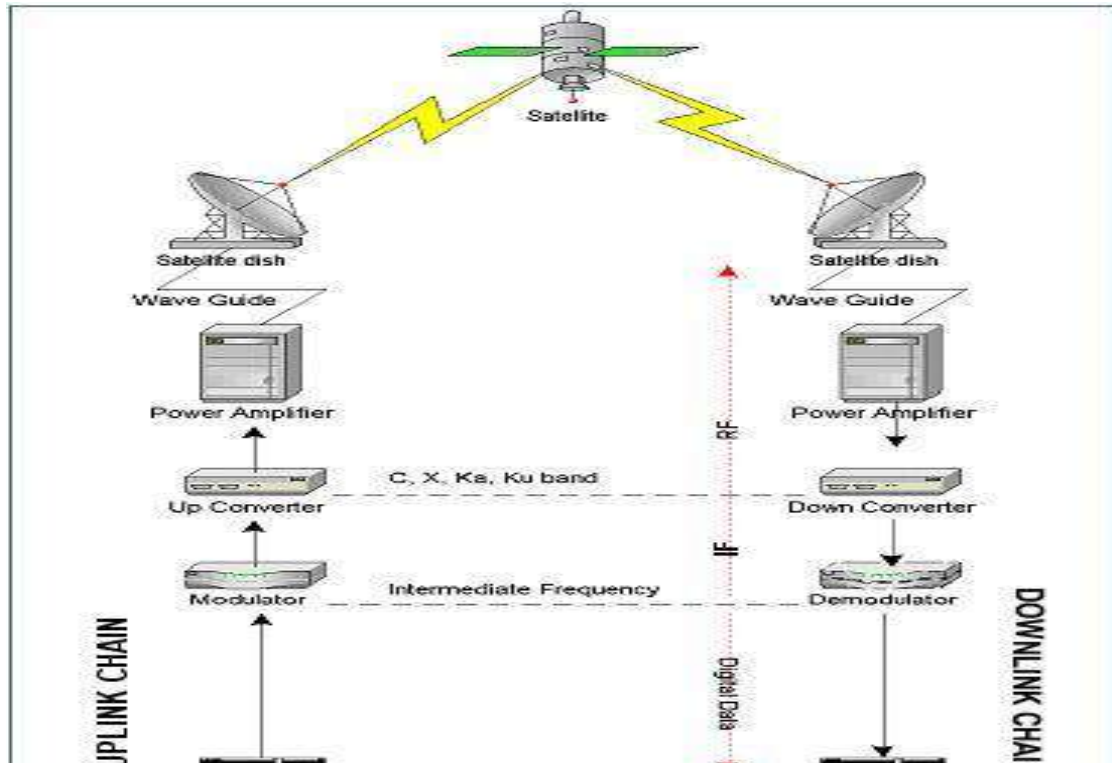 Satellite
Satellite dish
Satellite dish
Wave Guide
Wave Guide
Power Amplifier
Power Amplifier
RF
C, X, Ka, Ku band
Up Converter
Down Converter
IF
Intermediate Frequency
Modulator
Demodulator
UPLINK CHAIN
Digital Data
DOWNLINK CHAI